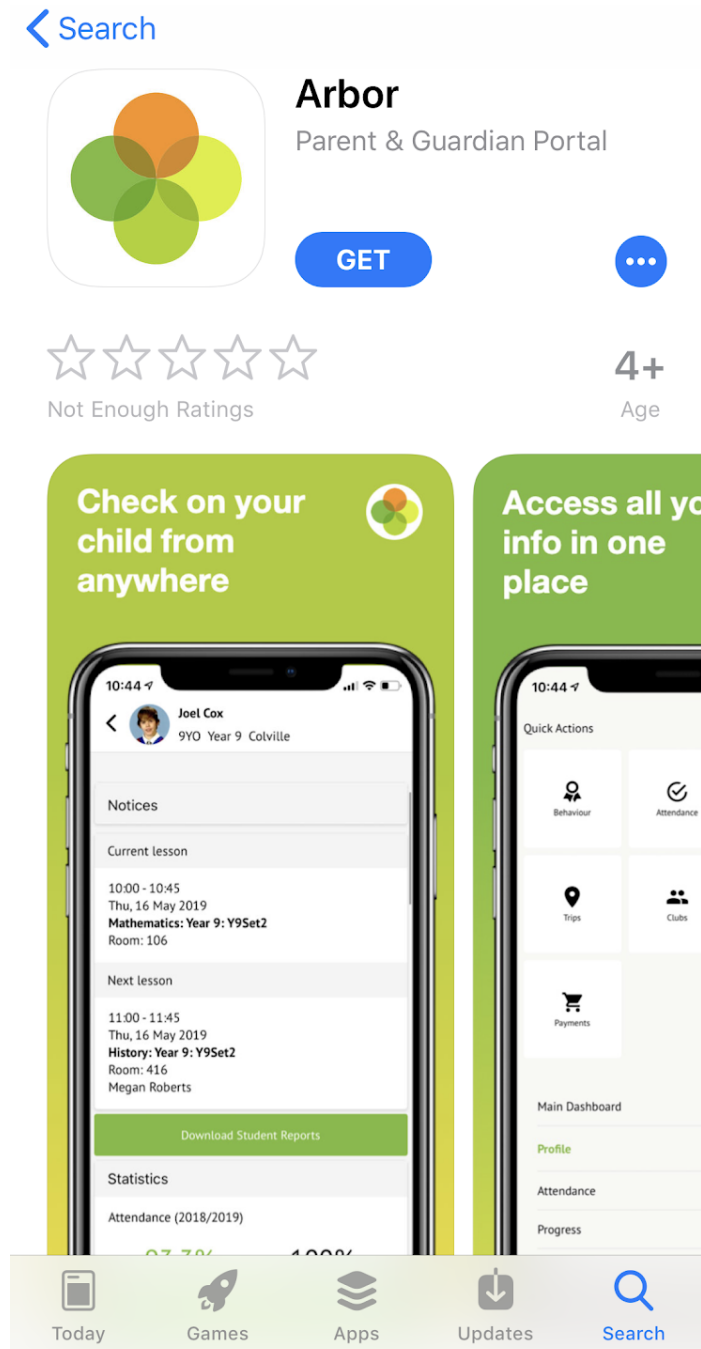 Search
Arbor
Parent & Guardian Portal
GET
Not Enough Ratings
4+
Age
Check on your
child from
anywhere
10:44
Joel Cox
9YO Year 9 Colville
Notices
Current lesson
10:00 - 10:45
Thu, 16 May 2019
Mathematics: Year 9: Y9Set2
Room: 106
Next lesson
11:00 - 11:45
Thu, 16 May 2019
History: Year 9: Y9Set2
Room: 416
Megan Roberts
Download Student Reports
Statistics
Attendance (2018/2019)
Access all yo
info in one
place
10:44
Quick Actions
Behaviour
Attendance
Trips
Clubs
Payments
Main Dashboard
Profile
Attendance
Progress
Today
Games
Apps
Updates
Search